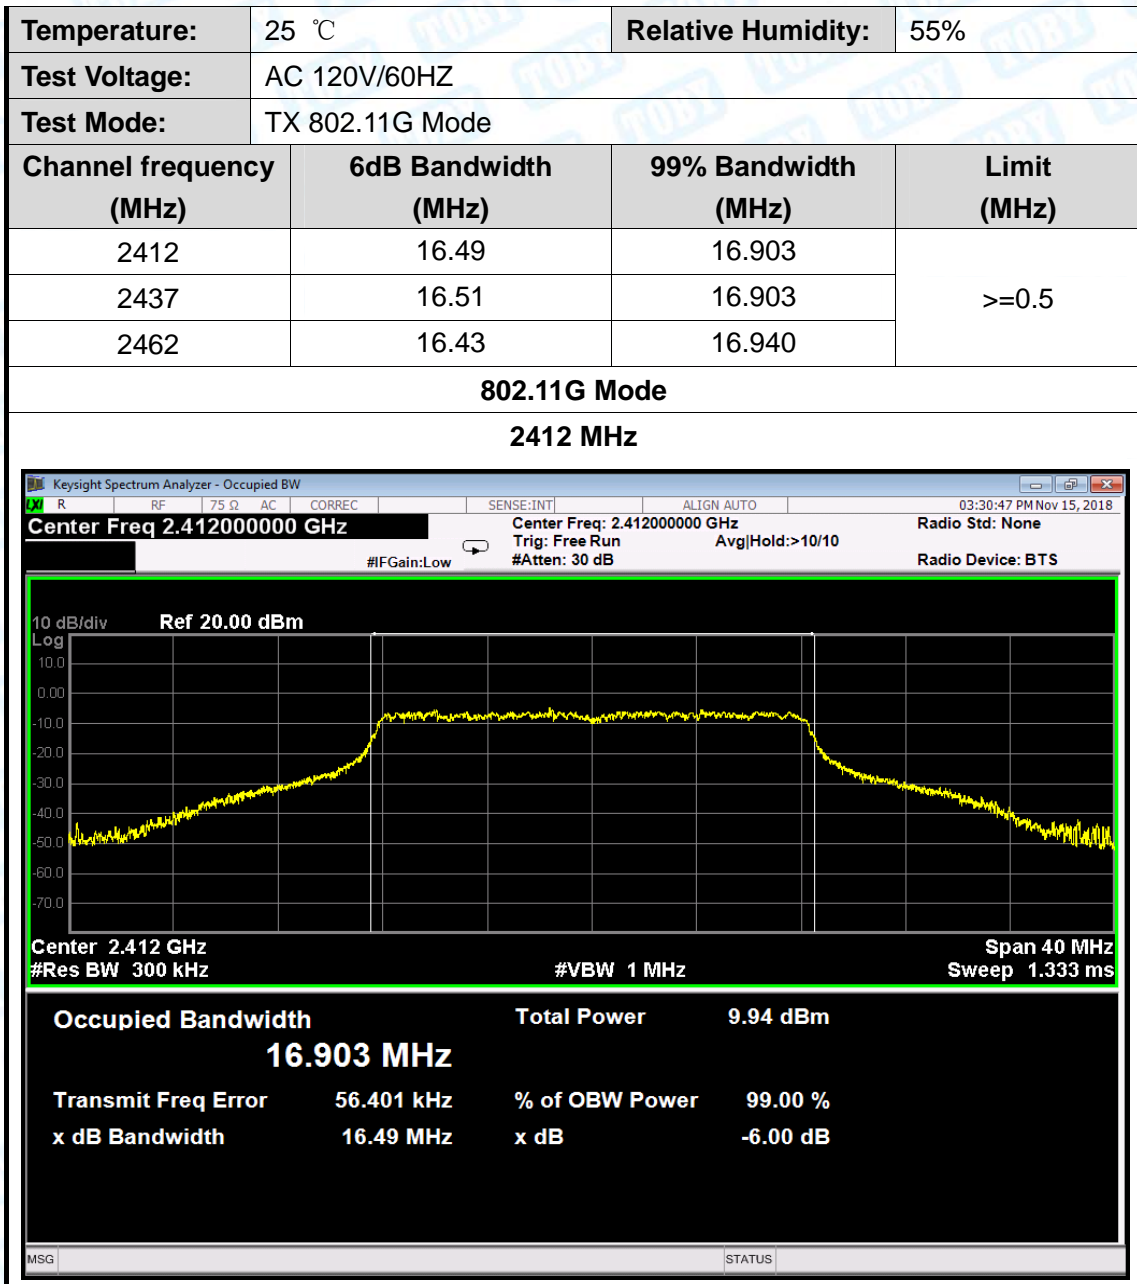 Temperature: 25 ℃ Relative Humidity: 55%
Test Voltage: AC 120V/60HZ
Test Mode: TX 802.11G Mode
Channel frequency (MHz) 6dB Bandwidth (MHz) 99% Bandwidth (MHz) Limit (MHz)
2412 16.49 16.903
2437 16.51 16.903 >=0.5
2462 16.43 16.940
802.11G Mode
2412 MHz
Keysight Spectrum Analyzer - Occupied BW
LXI R RF 75 Ω AC CORREC SENSE:INT ALIGN AUTO 03:30:47 PM Nov 15, 2018
Center Freq 2.412000000 GHz Center Freq: 2.412000000 GHz Radio Std: None
Trig: Free Run Avg|Hold:>10/10
#IFGain:Low #Atten: 30 dB Radio Device: BTS
10 dB/div Ref 20.00 dBm
Log
10.0
0.00
-10.0
-20.0
-30.0
-40.0
-50.0
-60.0
-70.0
Center 2.412 GHz Span 40 MHz
#Res BW 300 kHz #VBW 1 MHz Sweep 1.333 ms
Occupied Bandwidth Total Power 9.94 dBm
16.903 MHz
Transmit Freq Error 56.401 kHz % of OBW Power 99.00 %
x dB Bandwidth 16.49 MHz x dB -6.00 dB
MSG STATUS
TOBY